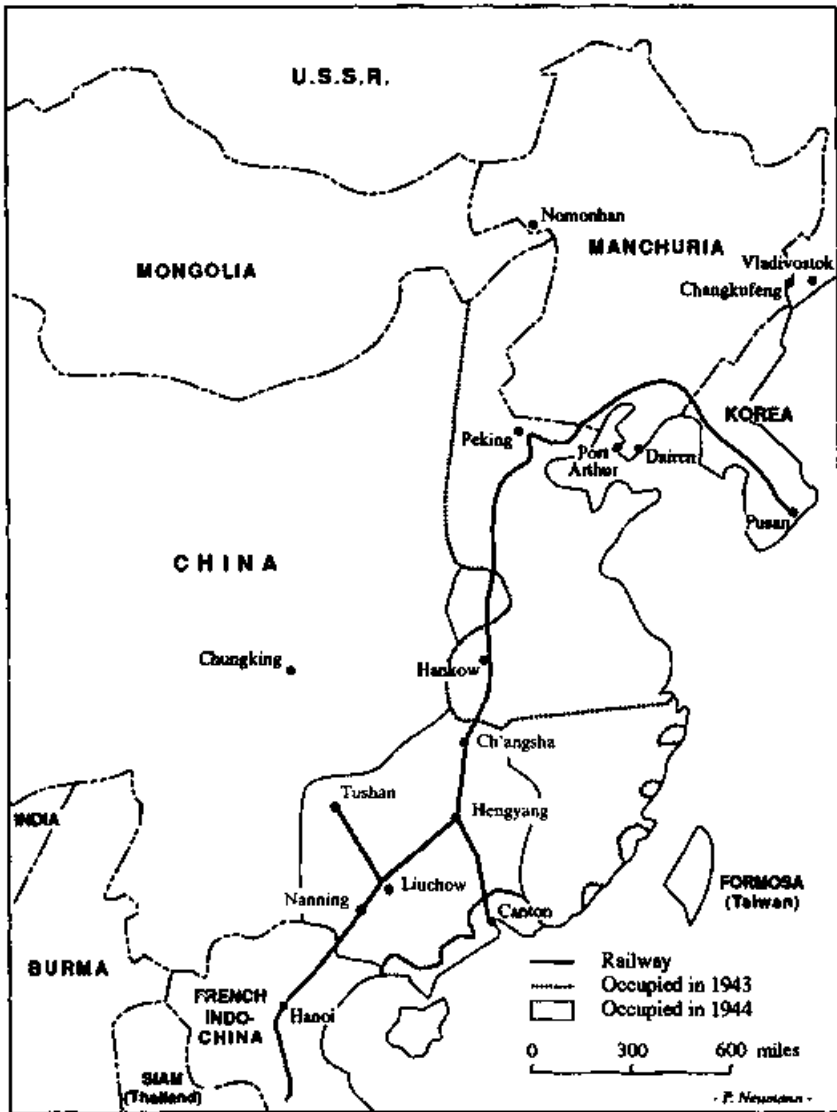 U.S.S.R.
Nomonhan
MANCHURIA
MONGOLIA
Vladivostok
Changkufeng
KOREA
Peking
Port
Arthur
Dairen
Pusan
CHINA
Chungking
Hankow
Ch'angsha
Tushan
INDIA
Hengyang
Liuchow
FORMOSA
(Taiwan)
Nanning
Canton
BURMA
FRENCH
INDO-
CHINA
Hanoi
SIAM
(Thailand)
Railway
Occupied in 1943
Occupied in 1944
0 300 600 miles
- P. Neumann -